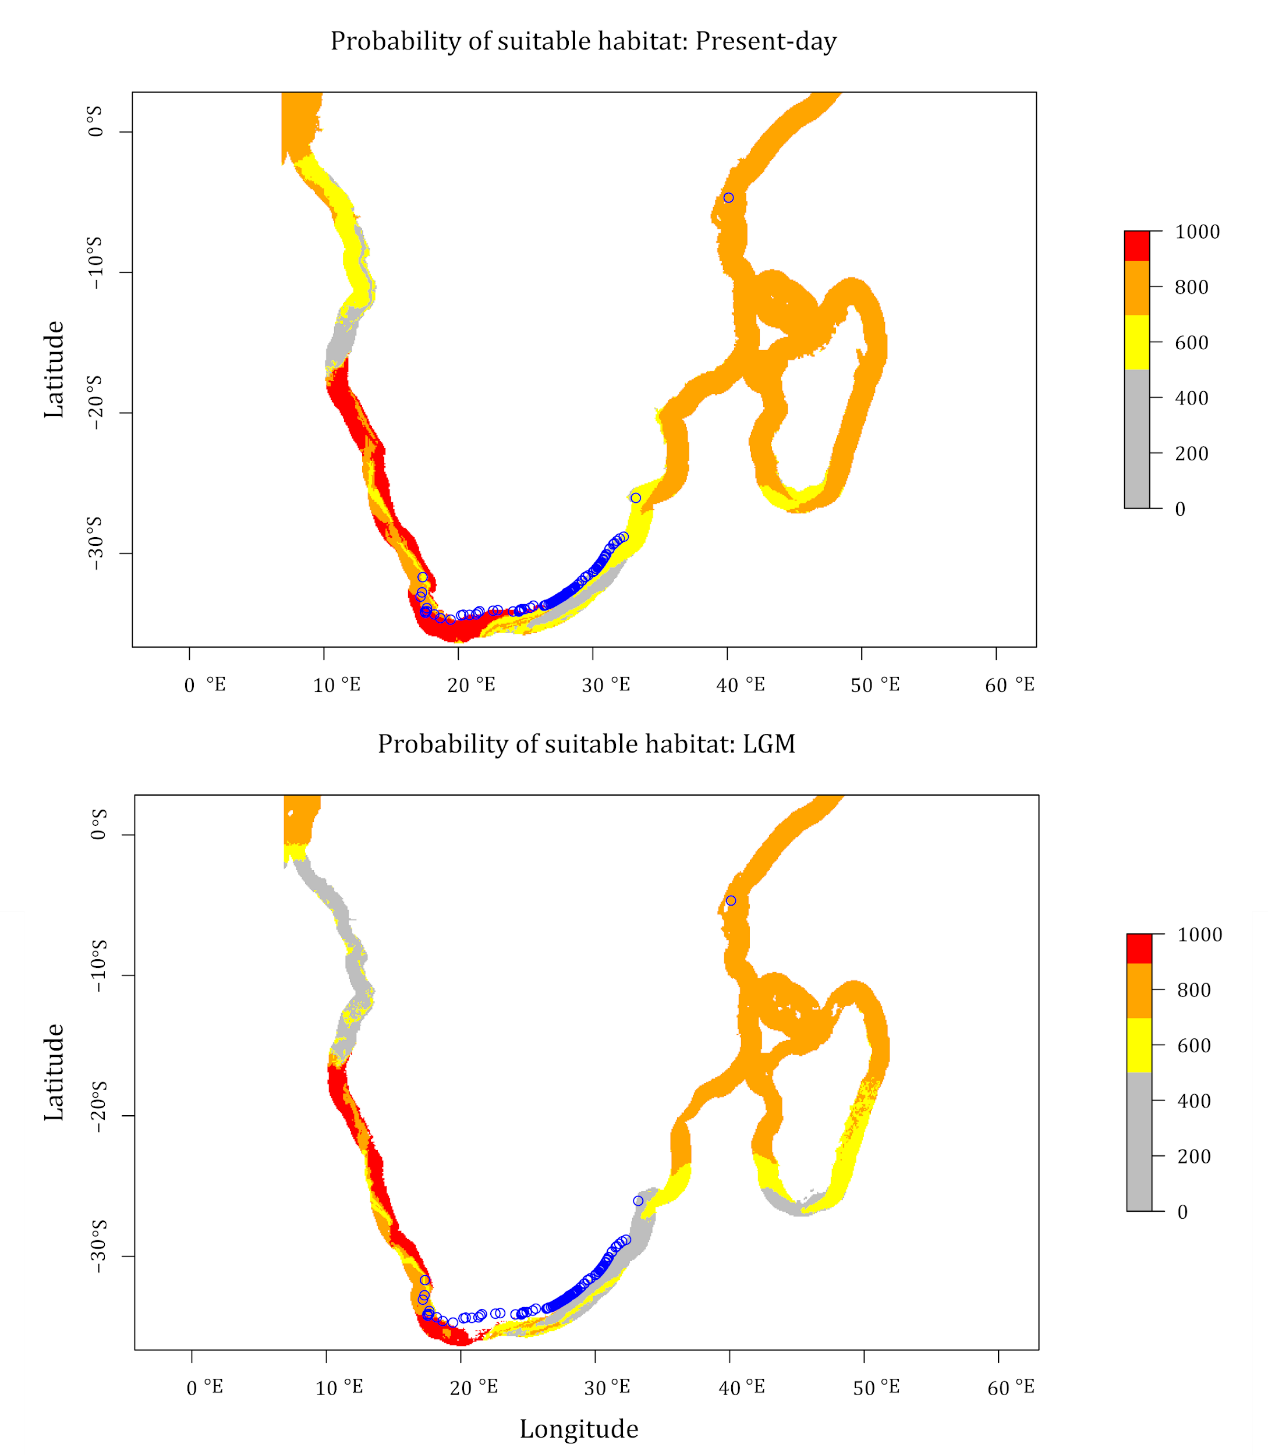 Probability of suitable habitat: Present-day
0°S
-10°S
-20°S
-30°S
Latitude
0 °E 10 °E 20 °E 30 °E 40 °E 50 °E 60 °E
1000
800
600
400
200
0
Probability of suitable habitat: LGM
0°S
-10°S
-20°S
-30°S
Latitude
0 °E 10 °E 20 °E 30 °E 40 °E 50 °E 60 °E
Longitude
1000
800
600
400
200
0